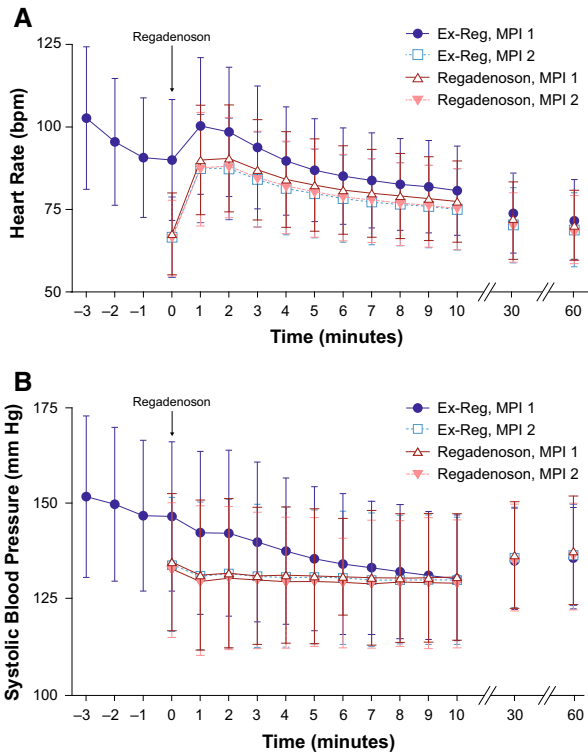 A
Regadenoson
Ex-Reg, MPI 1
Ex-Reg, MPI 2
Regadenoson, MPI 1
Regadenoson, MPI 2
Heart Rate (bpm)
125
100
75
50
–3 –2 –1 0 1 2 3 4 5 6 7 8 9 10 30 60
Time (minutes)
B
Regadenoson
Ex-Reg, MPI 1
Ex-Reg, MPI 2
Regadenoson, MPI 1
Regadenoson, MPI 2
Systolic Blood Pressure (mm Hg)
175
150
125
100
–3 –2 –1 0 1 2 3 4 5 6 7 8 9 10 30 60
Time (minutes)